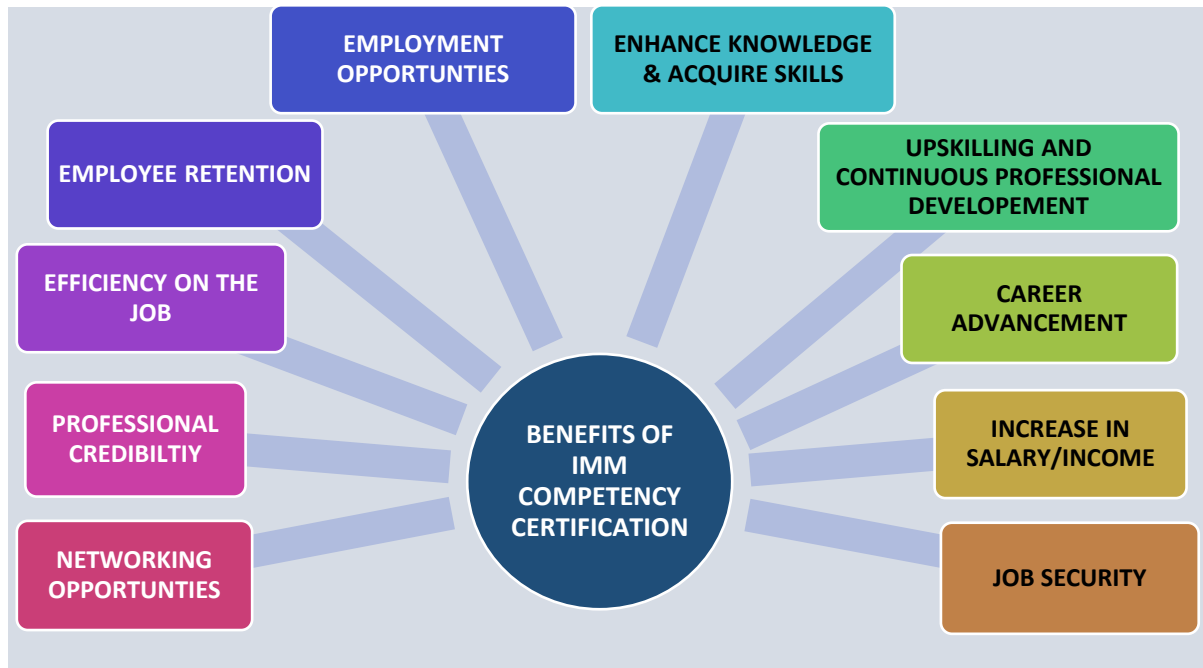 EMPLOYMENT
OPPORTUNTIES
ENHANCE KNOWLEDGE
& ACQUIRE SKILLS
EMPLOYEE RETENTION
UPSKILLING AND
CONTINUOUS PROFESSIONAL
DEVELOPEMENT
EFFICIENCY ON THE
JOB
CAREER
ADVANCEMENT
PROFESSIONAL
CREDIBILTIY
INCREASE IN
SALARY/INCOME
BENEFITS OF
IMM
COMPETENCY
CERTIFICATION
NETWORKING
OPPORTUNTIES
JOB SECURITY